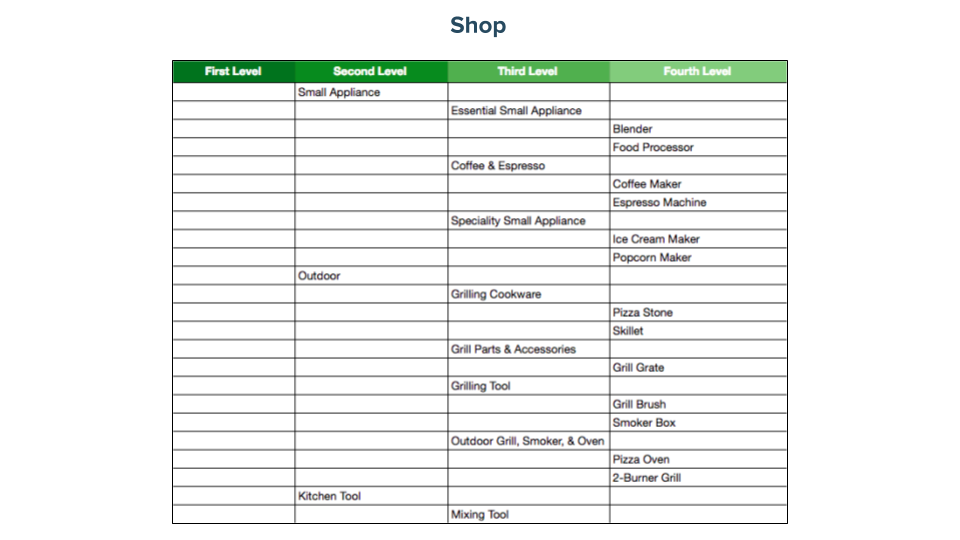 Shop
First Level Second Level Third Level Fourth Level
Small Appliance
Essential Small Appliance
Blender
Food Processor
Coffee & Espresso
Coffee Maker
Espresso Machine
Speciality Small Appliance
Ice Cream Maker
Popcorn Maker
Outdoor
Grilling Cookware
Pizza Stone
Skillet
Grill Parts & Accessories
Grill Grate
Grilling Tool
Grill Brush
Smoker Box
Outdoor Grill, Smoker, & Oven
Pizza Oven
2-Burner Grill
Kitchen Tool
Mixing Tool